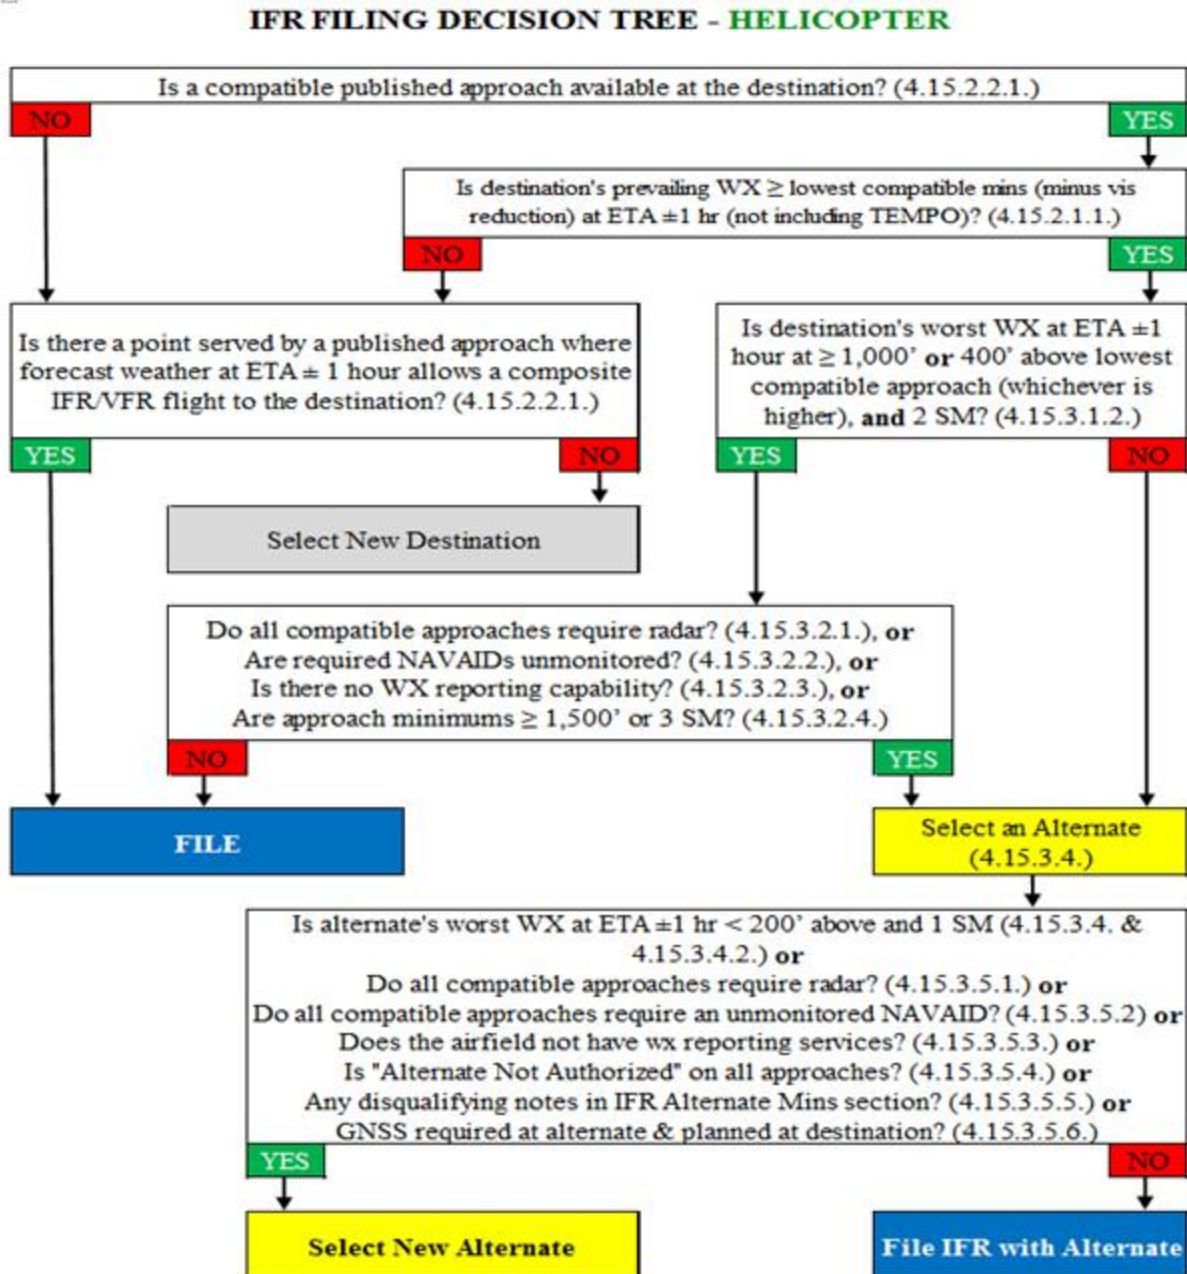 IFR FILING DECISION TREE - HELICOPTER
Is a compatible published approach available at the destination? (4.15.2.2.1.)
NO
YES
Is destination's prevailing WX ≥ lowest compatible mins (minus vis
reduction) at ETA ±1 hr (not including TEMPO)? (4.15.2.1.1.)
NO
YES
Is there a point served by a published approach where
forecast weather at ETA ± 1 hour allows a composite
IFR/VFR flight to the destination? (4.15.2.2.1.)
YES
NO
Is destination's worst WX at ETA ±1
hour at ≥ 1,000’ or 400’ above lowest
compatible approach (whichever is
higher), and 2 SM? (4.15.3.1.2.)
YES
NO
Select New Destination
Do all compatible approaches require radar? (4.15.3.2.1.), or
Are required NAVAIDs unmonitored? (4.15.3.2.2.), or
Is there no WX reporting capability? (4.15.3.2.3.), or
Are approach minimums ≥ 1,500’ or 3 SM? (4.15.3.2.4.)
NO
YES
FILE
Select an Alternate
(4.15.3.4.)
Is alternate's worst WX at ETA ±1 hr < 200’ above and 1 SM (4.15.3.4. &
4.15.3.4.2.) or
Do all compatible approaches require radar? (4.15.3.5.1.) or
Do all compatible approaches require an unmonitored NAVAID? (4.15.3.5.2) or
Does the airfield not have wx reporting services? (4.15.3.5.3.) or
Is "Alternate Not Authorized" on all approaches? (4.15.3.5.4.) or
Any disqualifying notes in IFR Alternate Mins section? (4.15.3.5.5.) or
GNSS required at alternate & planned at destination? (4.15.3.5.6.)
YES
NO
Select New Alternate
File IFR with Alternate